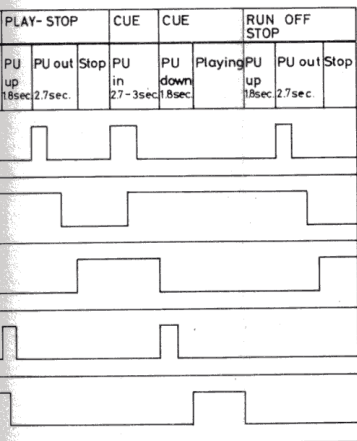 PLAY-STOP CUE CUE RUN OFF
STOP
PU PU out Stop PU PU Playing PU PU out Stop
up in down up
1.8sec. 2.7sec. 2.7-3sec. 1.8sec. 1.8sec. 2.7sec.